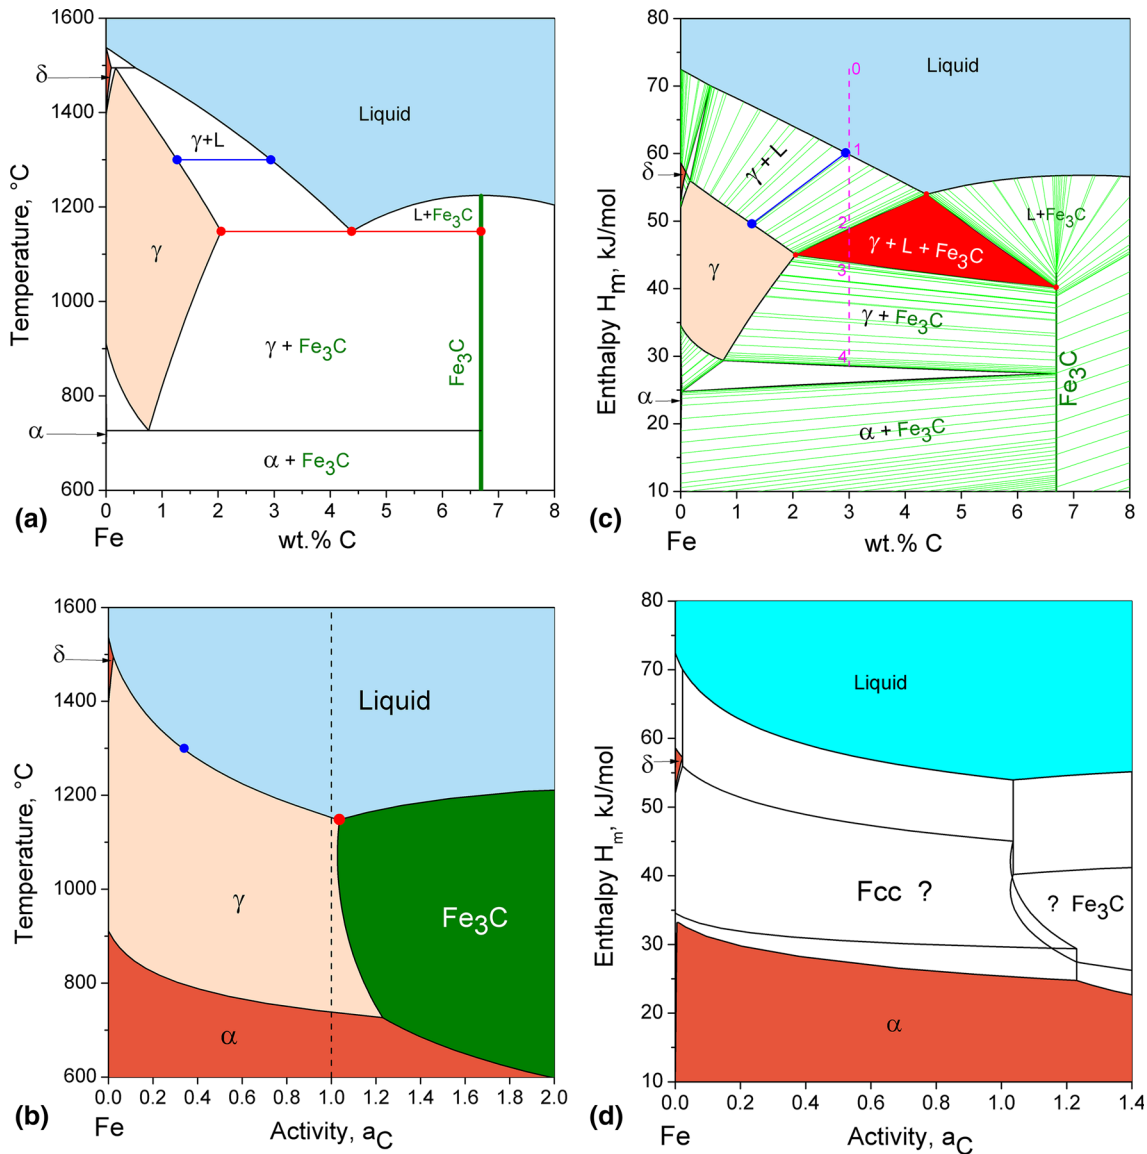 1600
1400
1200
1000
800
600
Temperature, °C
δ
α
Liquid
γ+L
L+Fe3C
γ
γ + Fe3C
Fe3C
α + Fe3C
0 1 2 3 4 5 6 7 8
(a)
Fe
wt.% C
80
70
60
50
40
30
20
10
Enthalpy Hm, kJ/mol
δ
α
Liquid
0
1
2
3
4
γ + L
γ + L + Fe3C
L+Fe3C
γ
γ + Fe3C
Fe3C
α + Fe3C
0 1 2 3 4 5 6 7 8
(c)
Fe
wt.% C
1600
1400
1200
1000
800
600
Temperature, °C
δ
Liquid
γ
Fe3C
α
0.0 0.2 0.4 0.6 0.8 1.0 1.2 1.4 1.6 1.8 2.0
(b)
Fe
Activity, aC
80
70
60
50
40
30
20
10
Enthalpy Hm, kJ/mol
δ
Liquid
Fcc ?
? Fe3C
α
0.0 0.2 0.4 0.6 0.8 1.0 1.2 1.4
(d)
Fe
Activity, aC